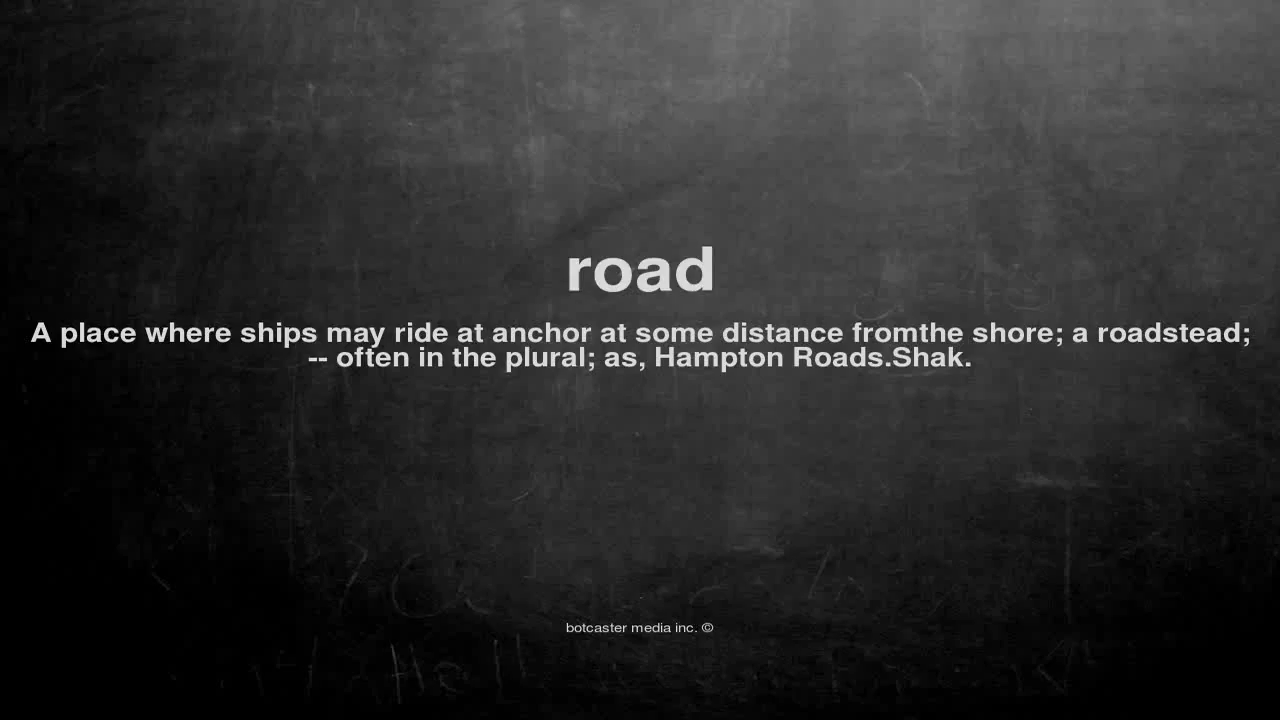 road
A place where ships may ride at anchor at some distance fromthe shore; a roadstead;
-- often in the plural; as, Hampton Roads.Shak.
botcaster media inc. ©